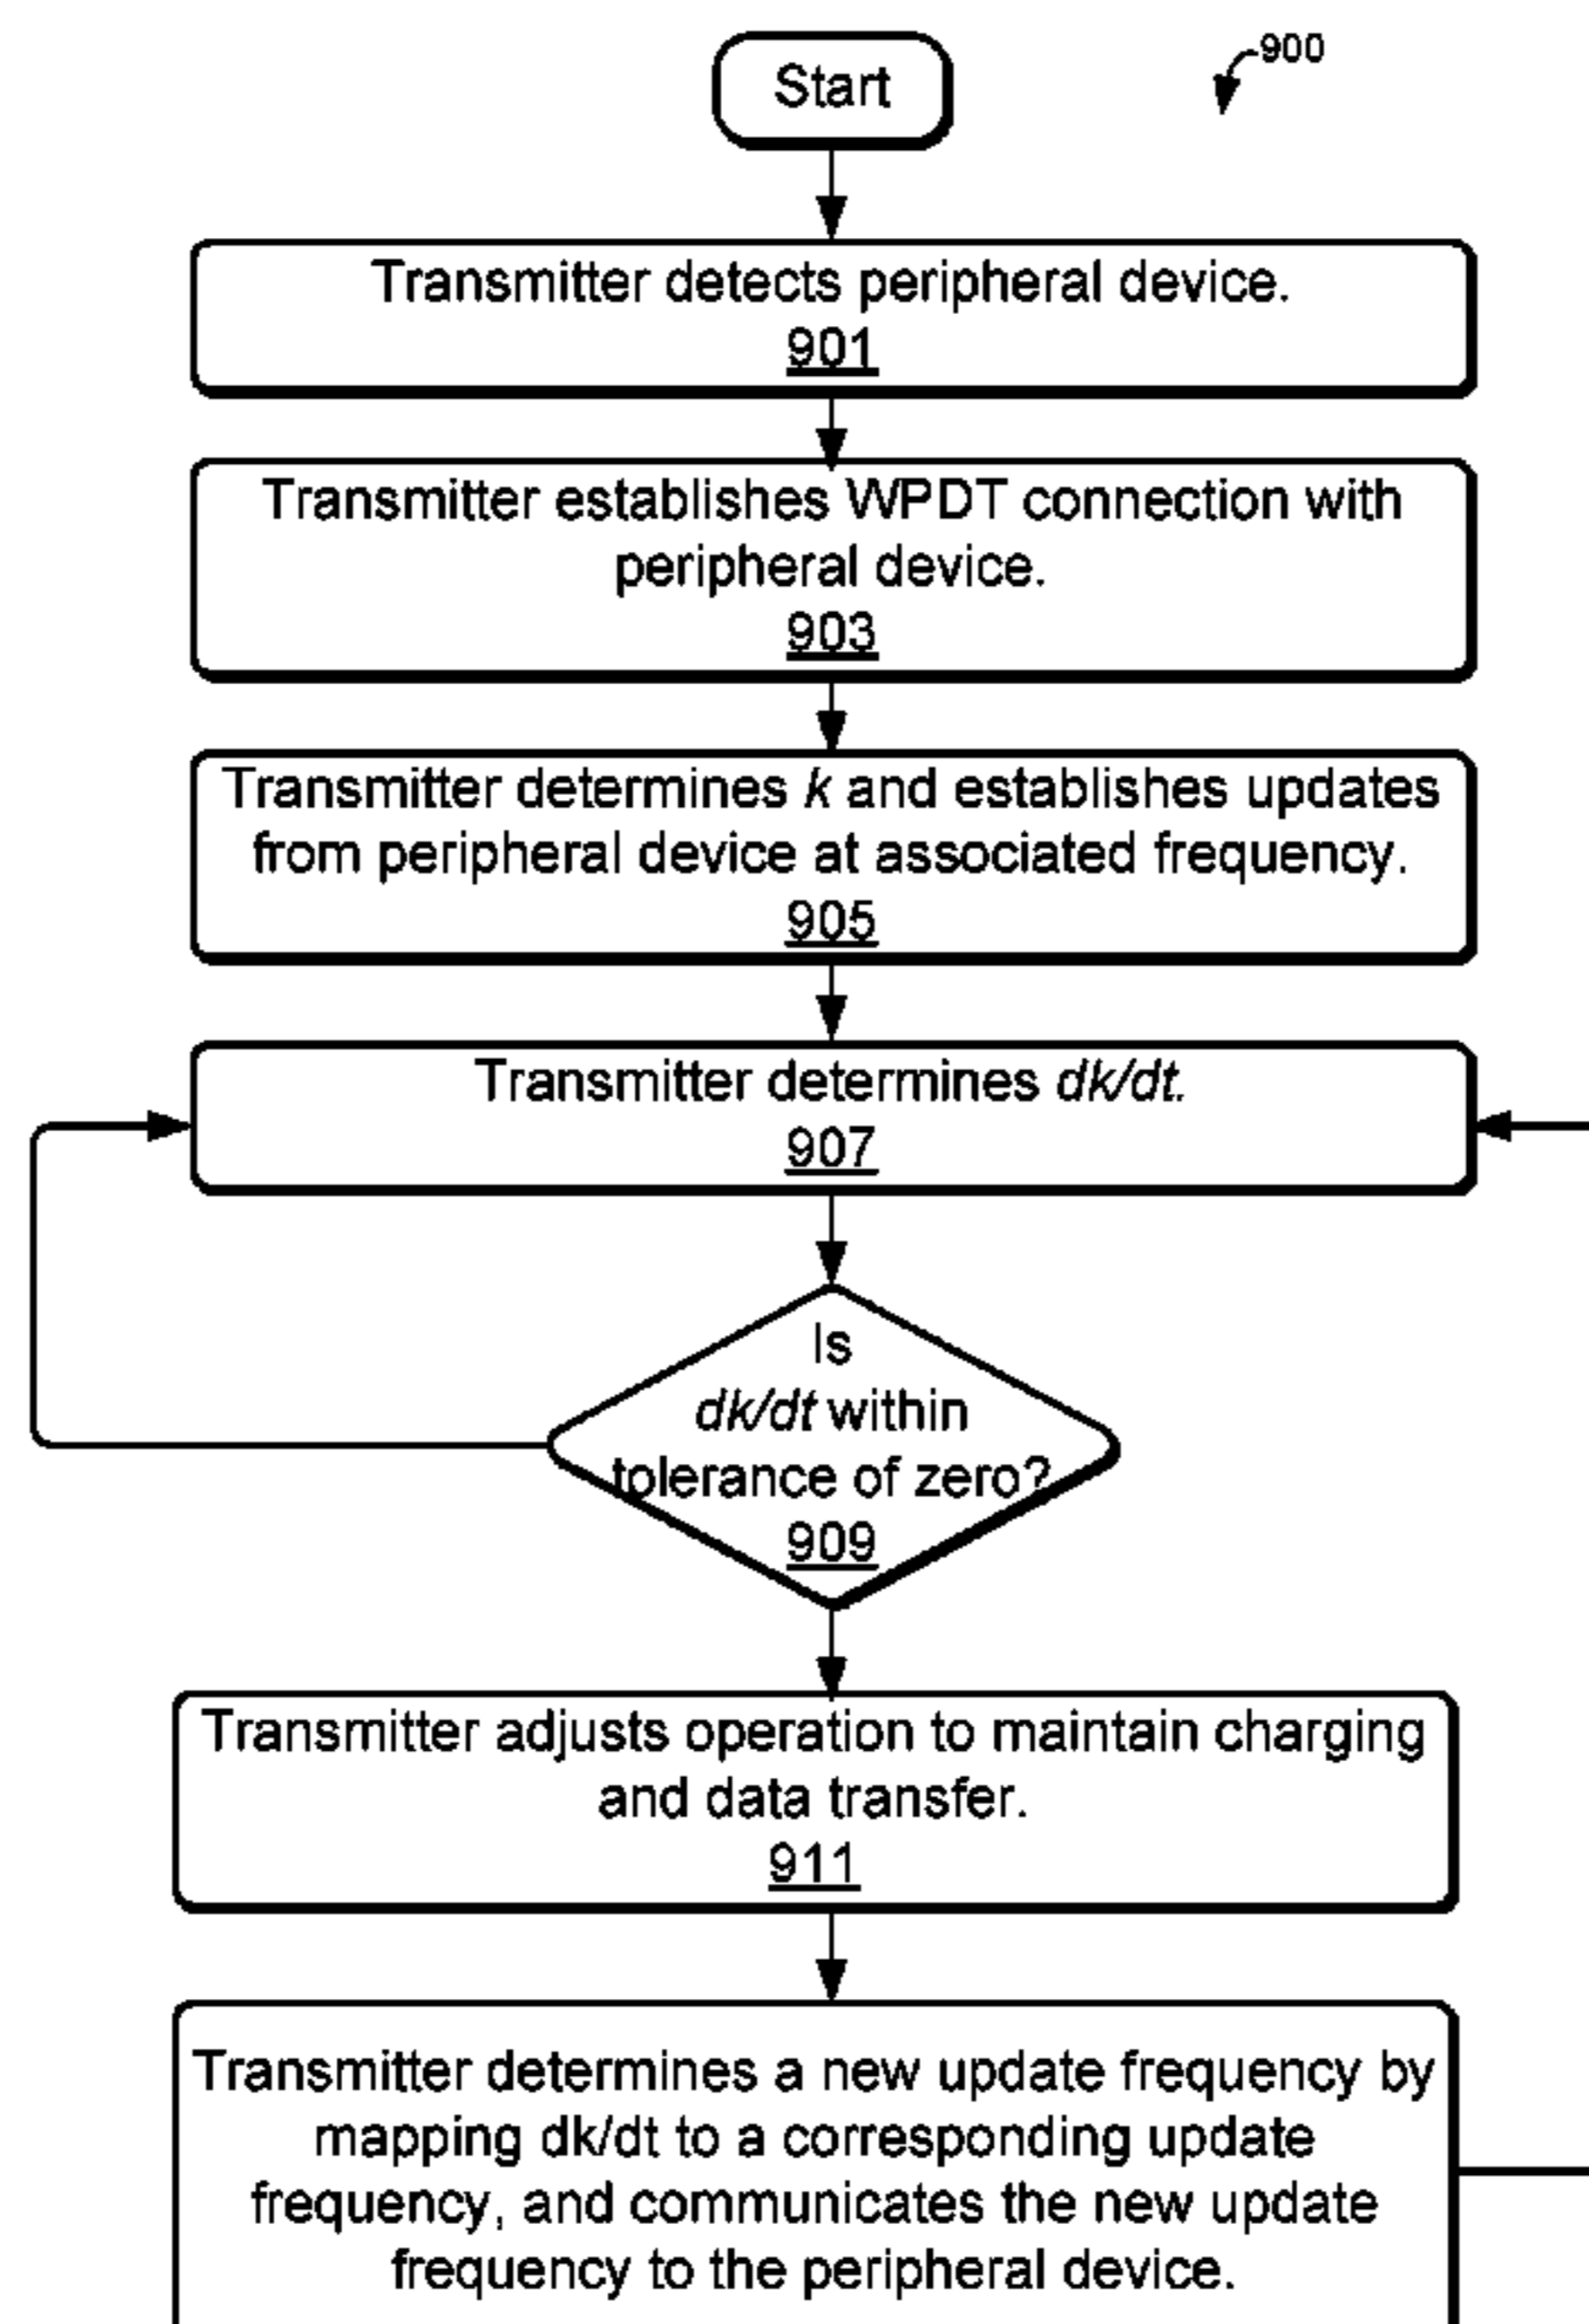 Start
900
Transmitter detects peripheral device.
901
Transmitter establishes WPDT connection with
peripheral device.
903
Transmitter determines k and establishes updates
from peripheral device at associated frequency.
905
Transmitter determines dk/dt.
907
Is
dk/dt within
tolerance of zero?
909
Transmitter adjusts operation to maintain charging
and data transfer.
911
Transmitter determines a new update frequency by
mapping dk/dt to a corresponding update
frequency, and communicates the new update
frequency to the peripheral device.